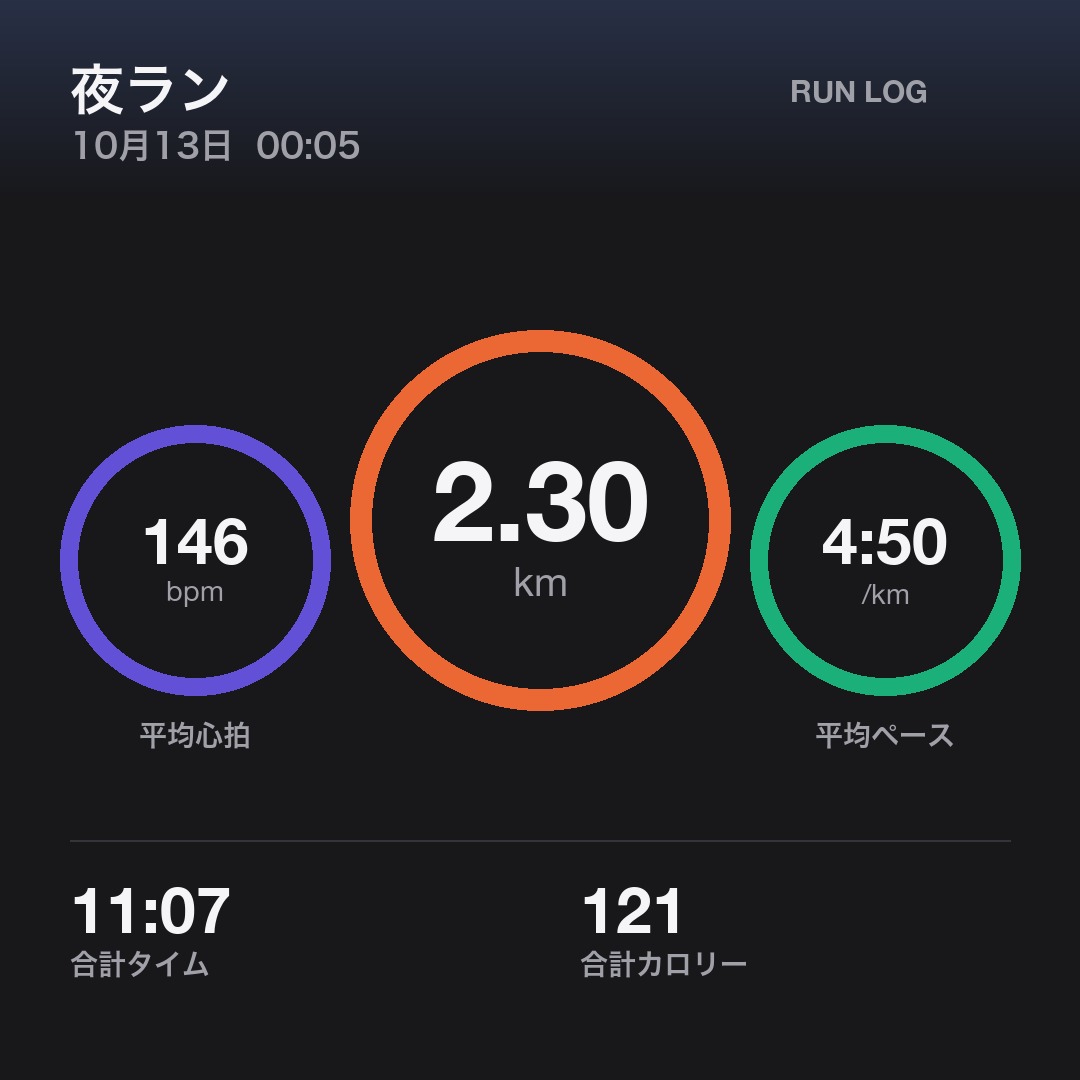 夜ラン
RUN LOG
10月13日 00:05
146
bpm
平均心拍
2.30
km
4:50
/km
平均ペース
11:07
合計タイム
121
合計カロリー